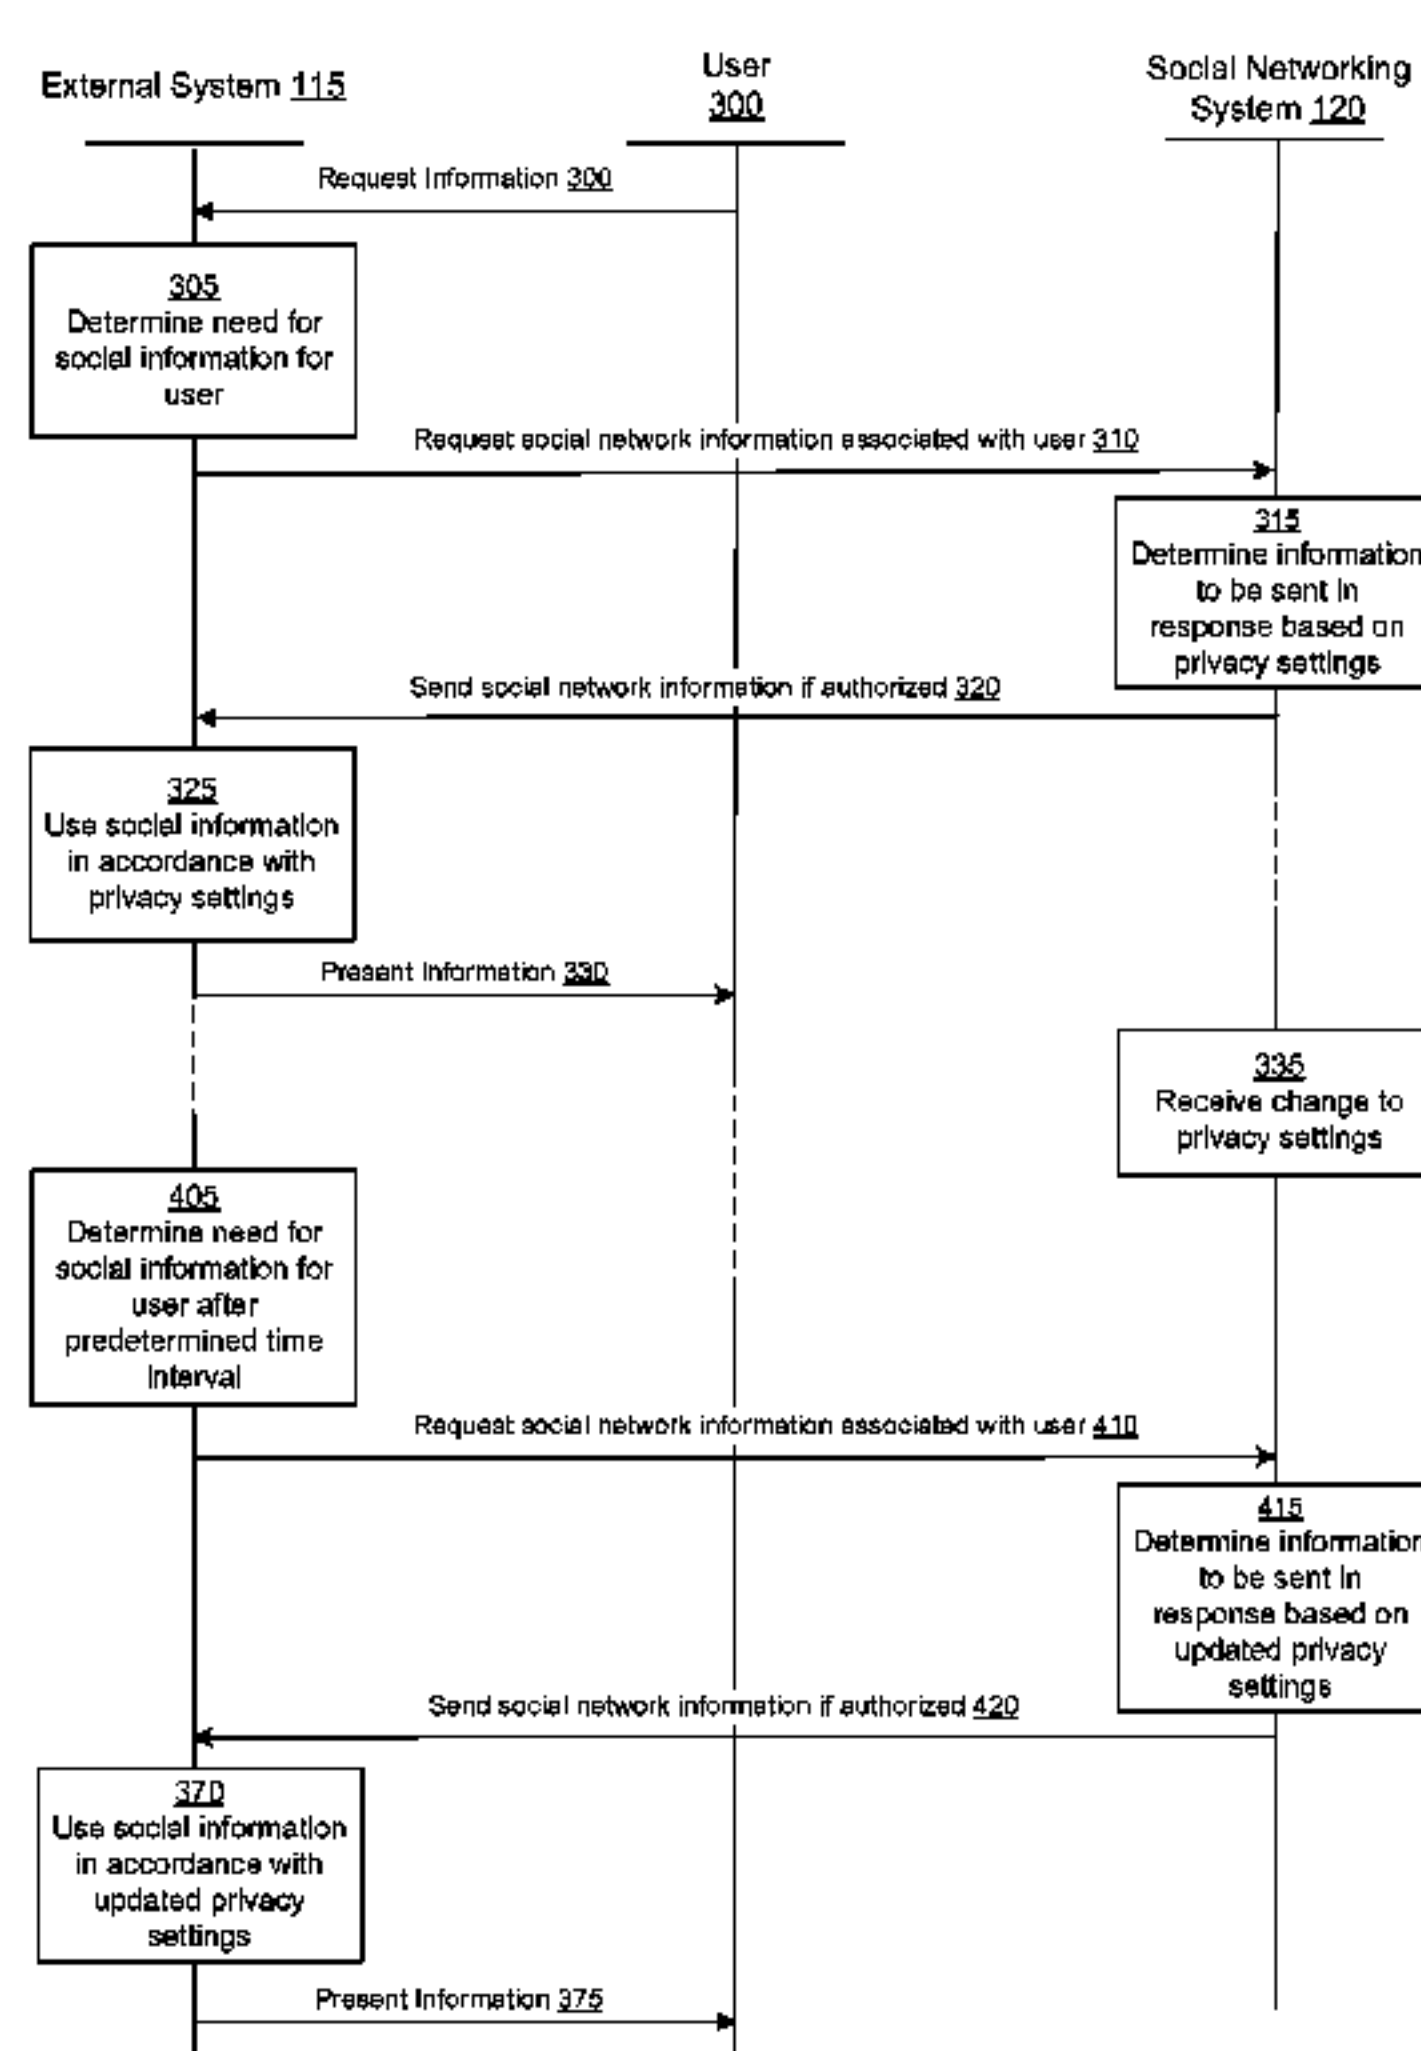 External System 115
User
300
Social Networking
System 120
Request Information 300
305
Determine need for
social information for
user
Request social network information associated with user 310
315
Determine information
to be sent in
response based on
privacy settings
Send social network information if authorized 320
325
Use social information
in accordance with
privacy settings
Present Information 330
335
Receive change to
privacy settings
405
Determine need for
social information for
user after
predetermined time
interval
Request social network information associated with user 410
415
Determine information
to be sent in
response based on
updated privacy
settings
Send social network information if authorized 420
370
Use social information
in accordance with
updated privacy
settings
Present Information 375